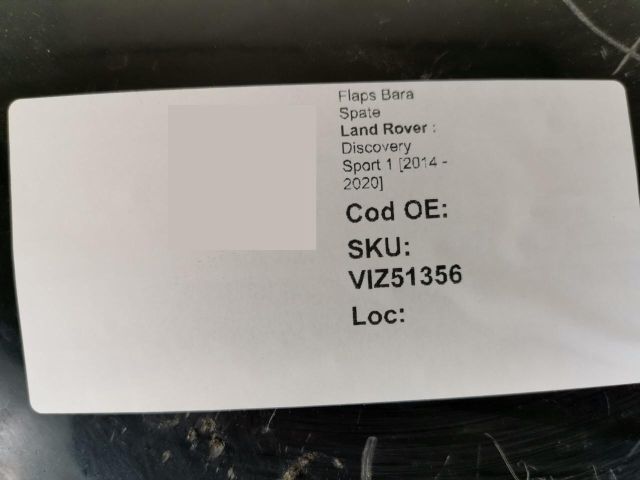 Flaps Bara
Spate
Land Rover :
Discovery
Sport 1 [2014 -
2020]
Cod OE:
SKU:
VIZ51356
Loc: